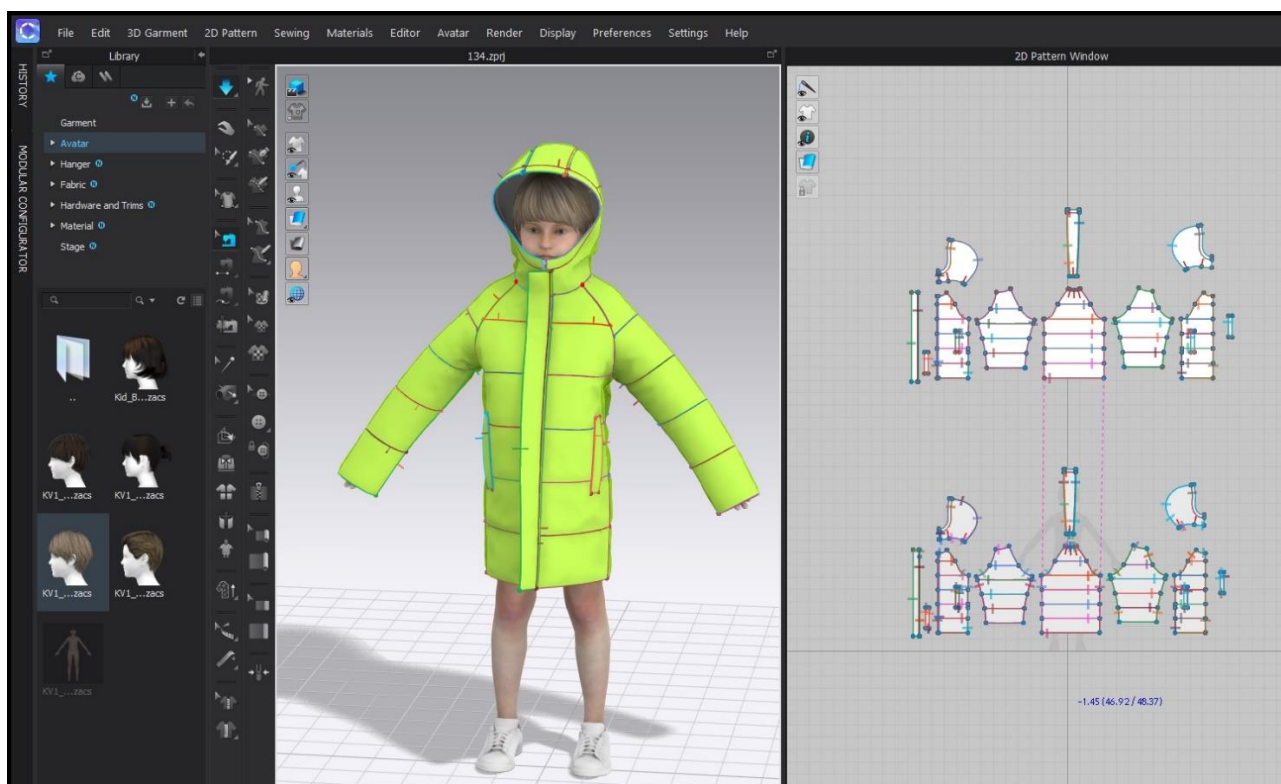 File Edit 3D Garment 2D Pattern Sewing Materials Editor Avatar Render Display Preferences Settings Help
Library
134.zprj
2D Pattern Window
HISTORY
MODULAR CONFIGURATOR
Garment
Avatar
Hanger
Fabric
Hardware and Trims
Material
Stage
..
Kid_B...zacs
KV1_...zacs
KV1_...zacs
KV1_...zacs
KV1_...zacs
KV1_...zacs
-1.45 (46.92 / 48.37)